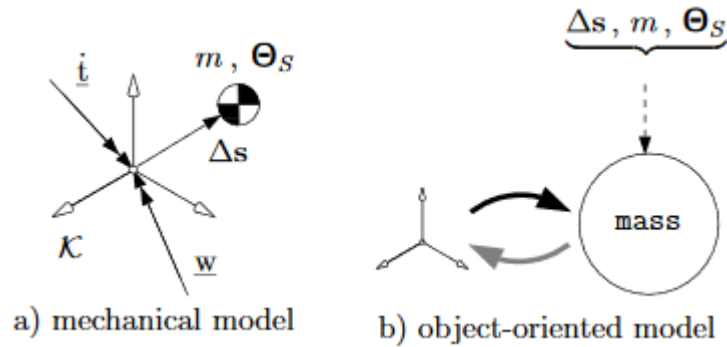 ṫ
m , Θ_S
Δs
𝒦
w
a) mechanical model
Δs , m , Θ_S
mass
b) object-oriented model